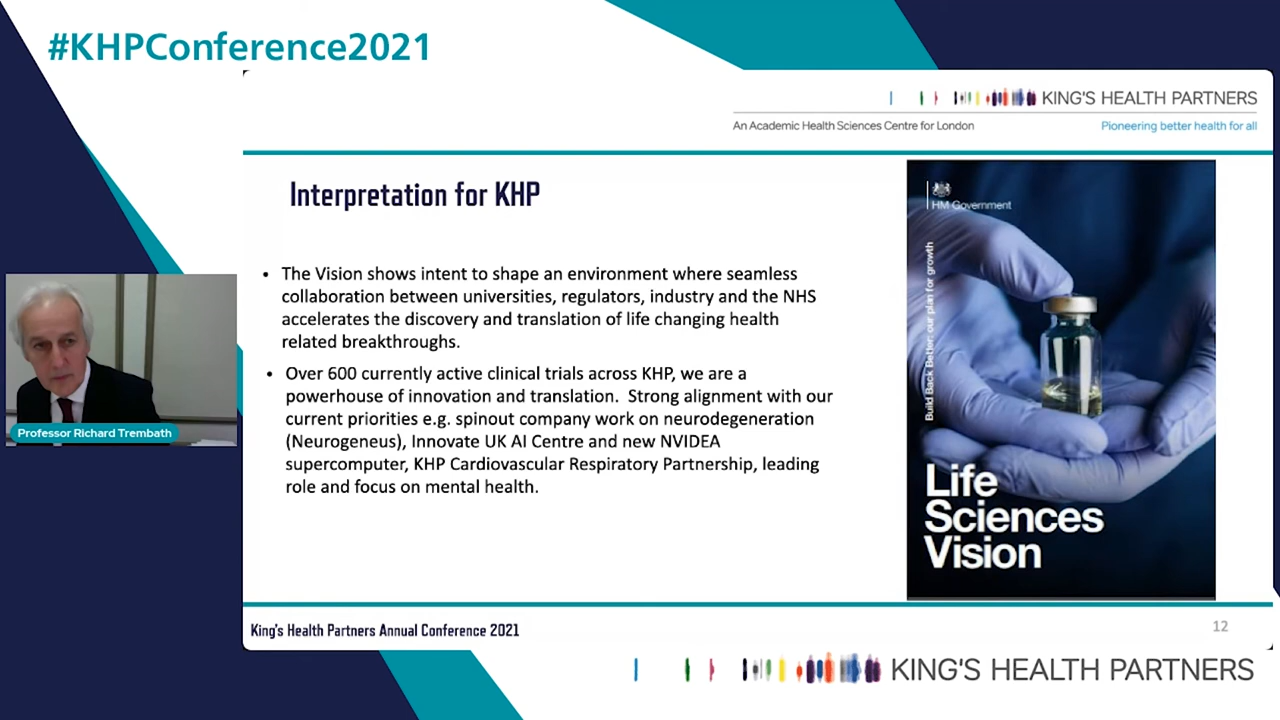 #KHPConference2021
KING'S HEALTH PARTNERS
An Academic Health Sciences Centre for London
Pioneering better health for all
Interpretation for KHP
• The Vision shows intent to shape an environment where seamless
collaboration between universities, regulators, industry and the NHS
accelerates the discovery and translation of life changing health
related breakthroughs.
• Over 600 currently active clinical trials across KHP, we are a
powerhouse of innovation and translation. Strong alignment with our
current priorities e.g. spinout company work on neurodegeneration
(Neurogeneus), Innovate UK AI Centre and new NVIDEA
supercomputer, KHP Cardiovascular Respiratory Partnership, leading
role and focus on mental health.
HM Government
Build Back Better: our plan for growth
Life
Sciences
Vision
Professor Richard Trembath
King's Health Partners Annual Conference 2021
12
KING'S HEALTH PARTNERS